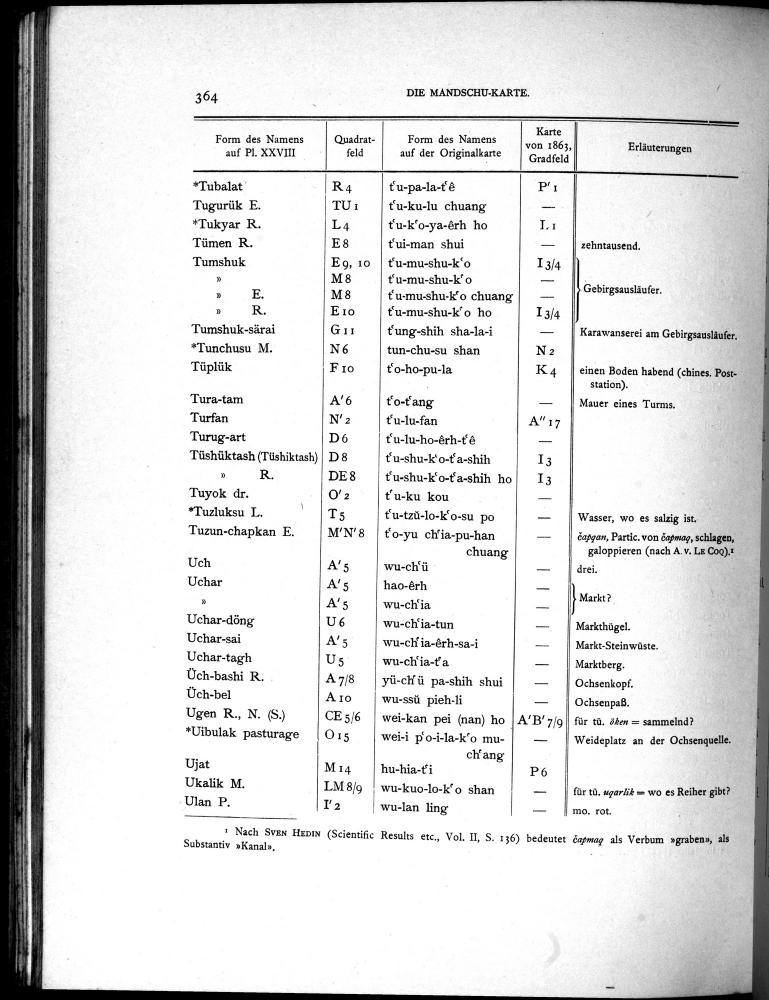 364 DIE MANDSCHU-KARTE.
Form des Namens auf Pl. XXVIII | Quadrat-feld | Form des Namens auf der Originalkarte | Karte von 1863, Gradfeld | Erläuterungen
*Tubalat R 4 t‘u-pa-la-t‘ê P′ 1
Tugurük E. TU 1 t‘u-ku-lu chuang —
*Tukyar R. L 4 t‘u-k‘o-ya-êrh ho L 1
Tümen R. E 8 t‘ui-man shui — zehntausend.
Tumshuk E 9, 10 t‘u-mu-shu-k‘o I 3/4
» M 8 t‘u-mu-shu-k‘o —
» E. M 8 t‘u-mu-shu-k‘o chuang — Gebirgsausläufer.
» R. E 10 t‘u-mu-shu-k‘o ho I 3/4
Tumshuk-särai G 11 t‘ung-shih sha-la-i — Karawanserei am Gebirgsausläufer.
*Tunchusu M. N 6 tun-chu-su shan N 2
Tüplük F 10 t‘o-ho-pu-la K 4 einen Boden habend (chines. Post-
station).
Tura-tam A′ 6 t‘o-t‘ang — Mauer eines Turms.
Turfan N′ 2 t‘u-lu-fan A″ 17
Turug-art D 6 t‘u-lu-ho-êrh-t‘ê —
Tüshüktash (Tüshiktash) D 8 t‘u-shu-k‘o-t‘a-shih I 3
» R. DE 8 t‘u-shu-k‘o-t‘a-shih ho I 3
Tuyok dr. O′ 2 t‘u-ku kou —
*Tuzluksu L. T 5 t‘u-tzŭ-lo-k‘o-su po — Wasser, wo es salzig ist.
Tuzun-chapkan E. M′N′ 8 t‘o-yu ch‘ia-pu-han — čapqan, Partic. von čapmaq, schlagen,
chuang galoppieren (nach A. v. Le Coq).¹
Uch A′ 5 wu-ch‘ü — drei.
Uchar A′ 5 hao-êrh —
» A′ 5 wu-ch‘ia — Markt?
Uchar-döng U 6 wu-ch‘ia-tun — Markthügel.
Uchar-sai A′ 5 wu-ch‘ia-êrh-sa-i — Markt-Steinwüste.
Uchar-tagh U 5 wu-ch‘ia-t‘a — Marktberg.
Üch-bashi R. A 7/8 yü-ch‘ü pa-shih shui — Ochsenkopf.
Üch-bel A 10 wu-ssŭ pieh-li — Ochsenpaß.
Ugen R., N. (S.) CE 5/6 wei-kan pei (nan) ho A′B′ 7/9 für tü. öken = sammelnd?
*Uibulak pasturage O 15 wei-i p‘o-i-la-k‘o mu- — Weideplatz an der Ochsenquelle.
ch‘ang
Ujat M 14 hu-hia-t‘i P 6
Ukalik M. LM 8/9 wu-kuo-lo-k‘o shan — für tü. uqarlik = wo es Reiher gibt?
Ulan P. I′ 2 wu-lan ling — mo. rot.
¹ Nach Sven Hedin (Scientific Results etc., Vol. II, S. 136) bedeutet čapmaq als Verbum »graben», als
Substantiv »Kanal».